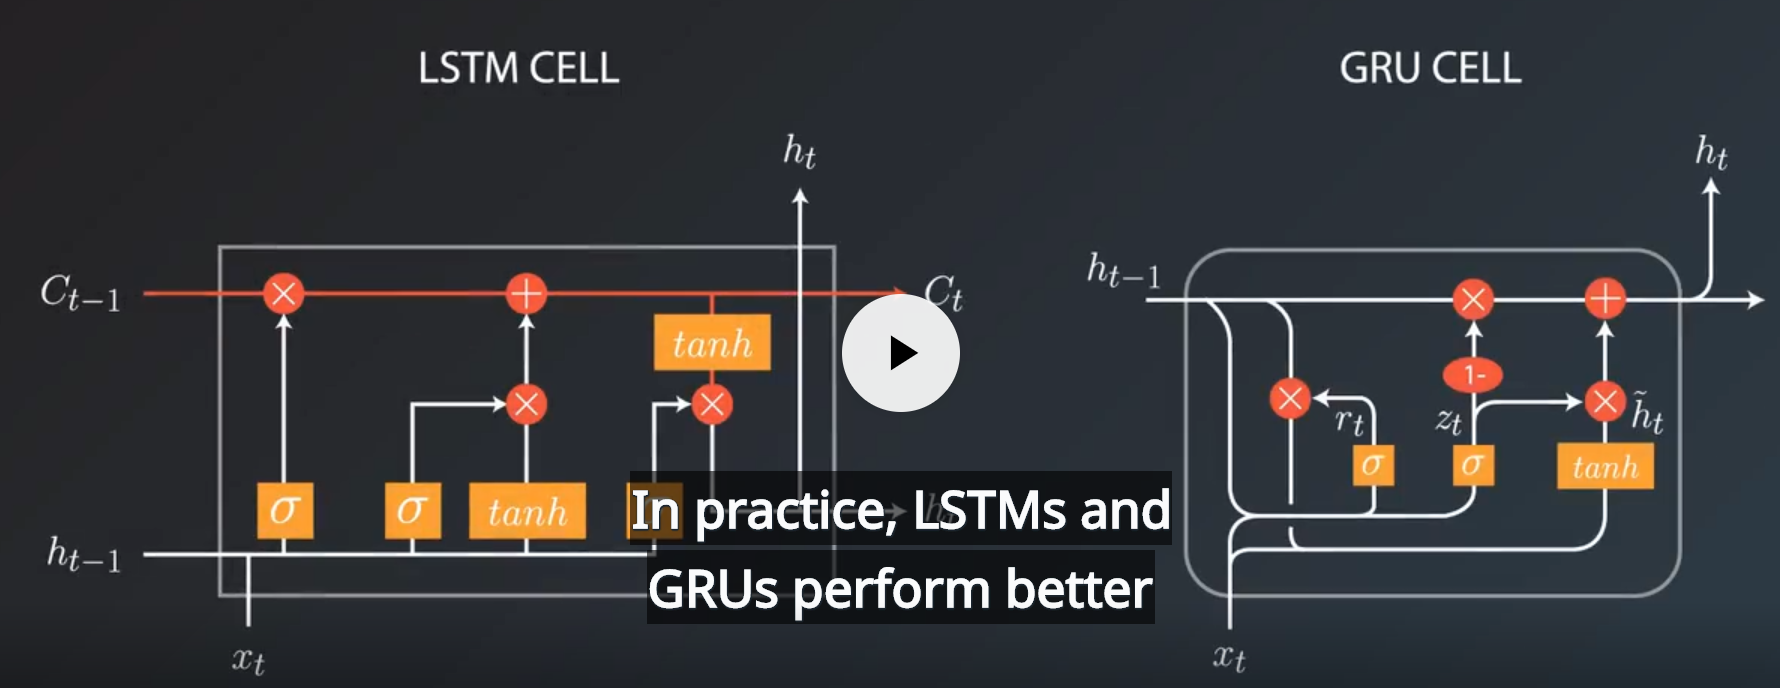 LSTM CELL
GRU CELL
h_t
h_t
C_{t-1}
×
+
C_t
h_{t-1}
×
+
tanh
1-
×
×
×
r_t
z_t
×
h̃_t
σ
σ
tanh
σ
σ
tanh
In practice, LSTMs and
GRUs perform better
h_{t-1}
x_t
x_t